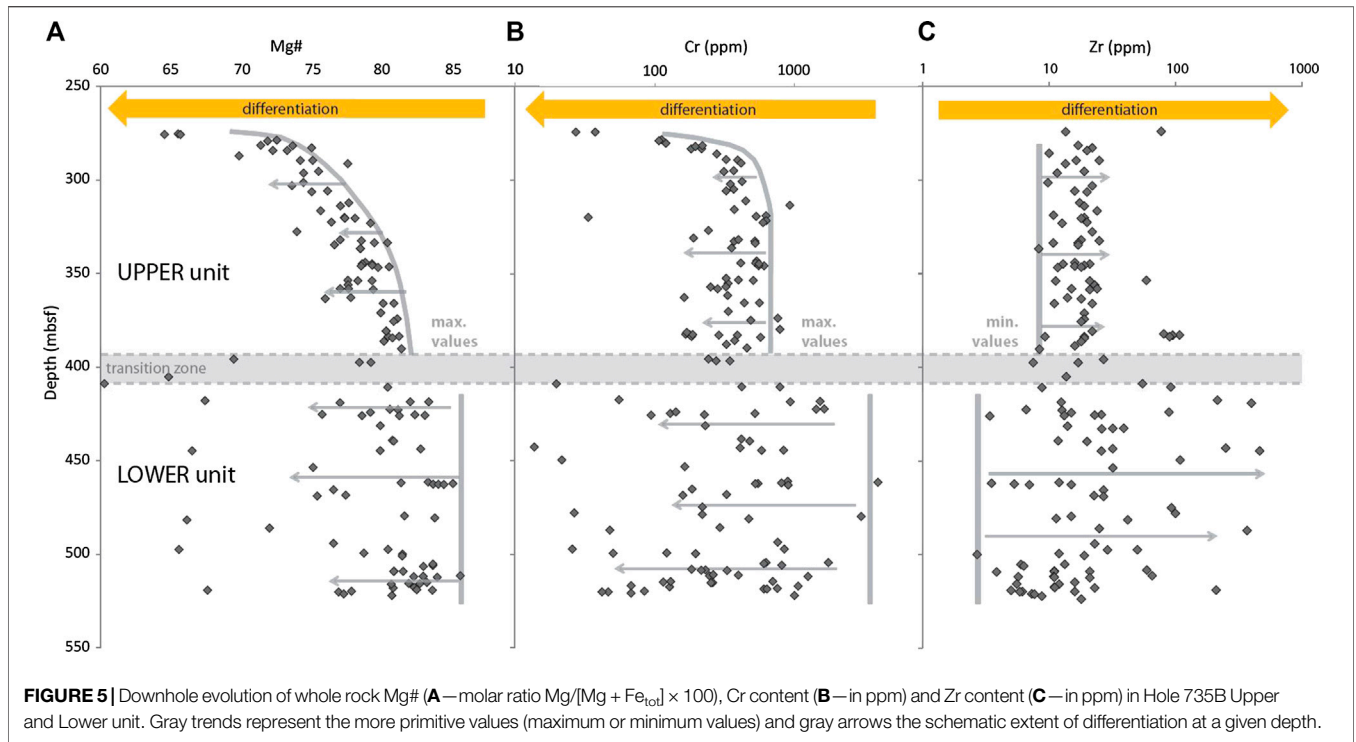 A
B
C
Mg#
Cr (ppm)
Zr (ppm)
60 65 70 75 80 85
10 100 1000
1 10 100 1000
250
differentiation
differentiation
differentiation
300
350
UPPER unit
max.
values
max.
values
min.
values
400
transition zone
Depth (mbsf)
450
LOWER unit
500
550
FIGURE 5 | Downhole evolution of whole rock Mg# (A—molar ratio Mg/[Mg + Fetot] × 100), Cr content (B—in ppm) and Zr content (C—in ppm) in Hole 735B Upper
and Lower unit. Gray trends represent the more primitive values (maximum or minimum values) and gray arrows the schematic extent of differentiation at a given depth.